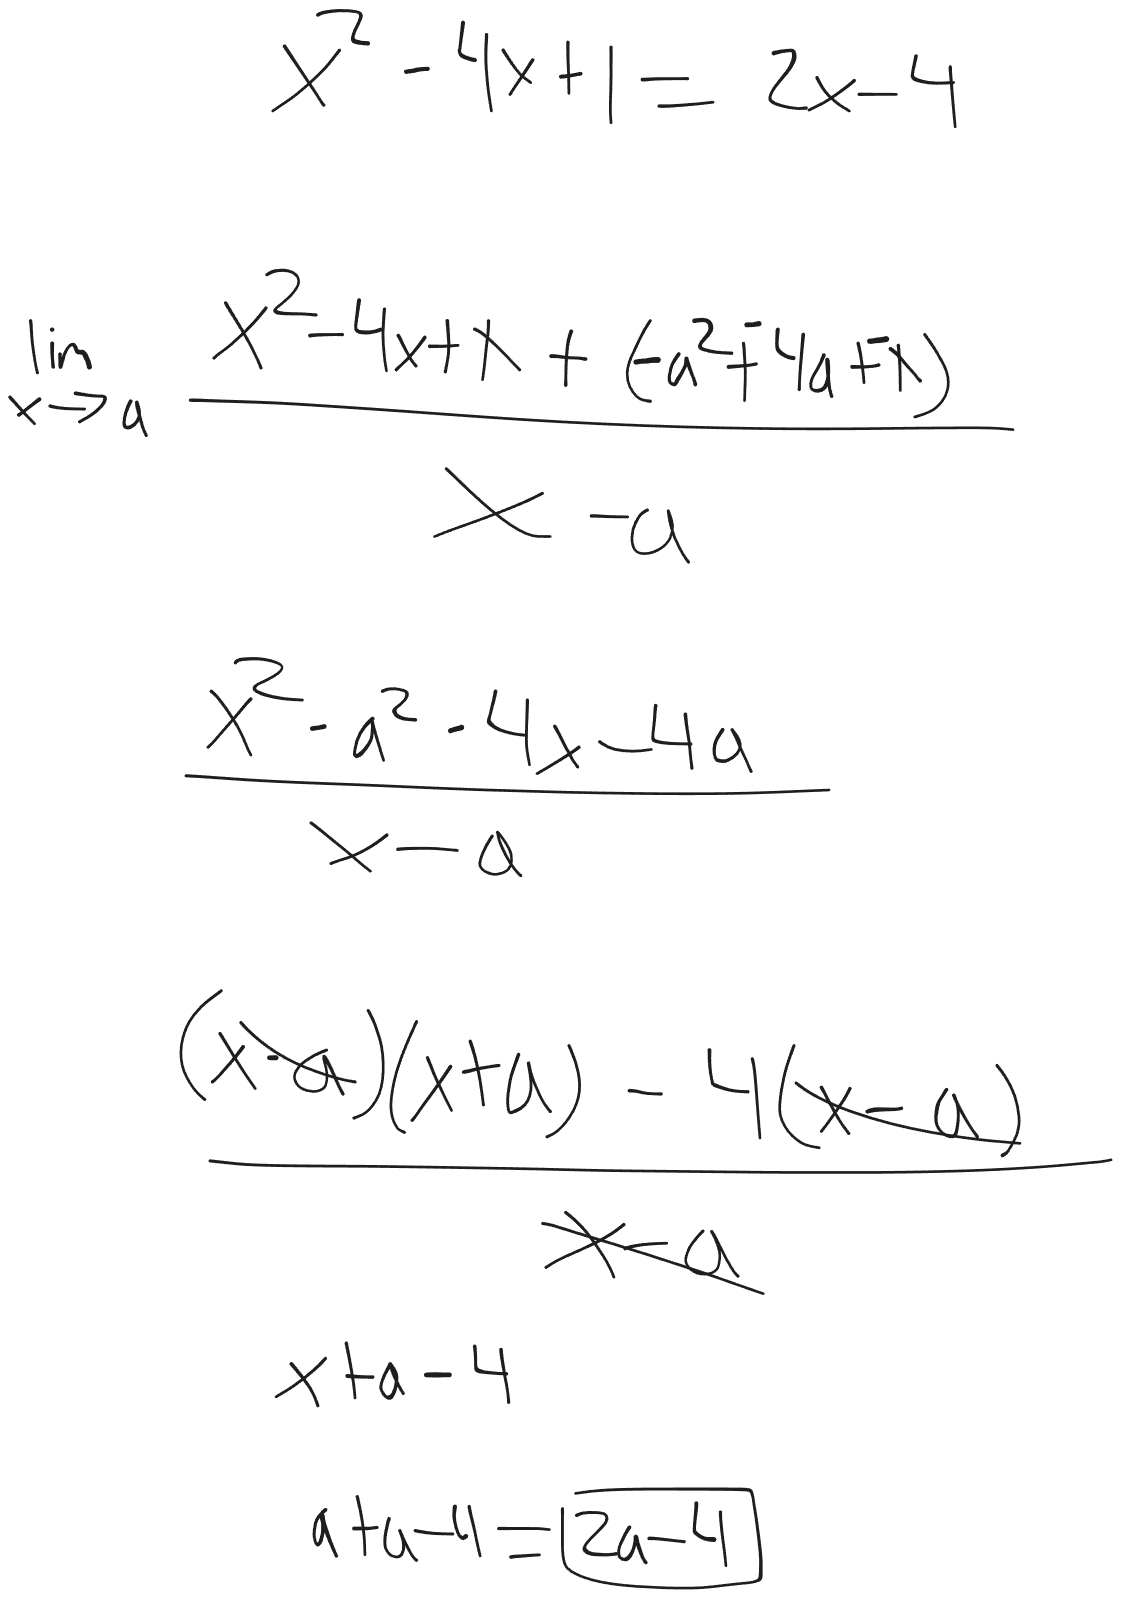 x² - 4x + 1 = 2x - 4
lim x→a (x² - 4x + 1 + (-a² + -4a + -1)) / (x - a)
(x² - a² - 4x - 4a) / (x - a)
((x - a)(x + a) - 4(x - a)) / (x - a)
x + a - 4
a + a - 4 = 2a - 4